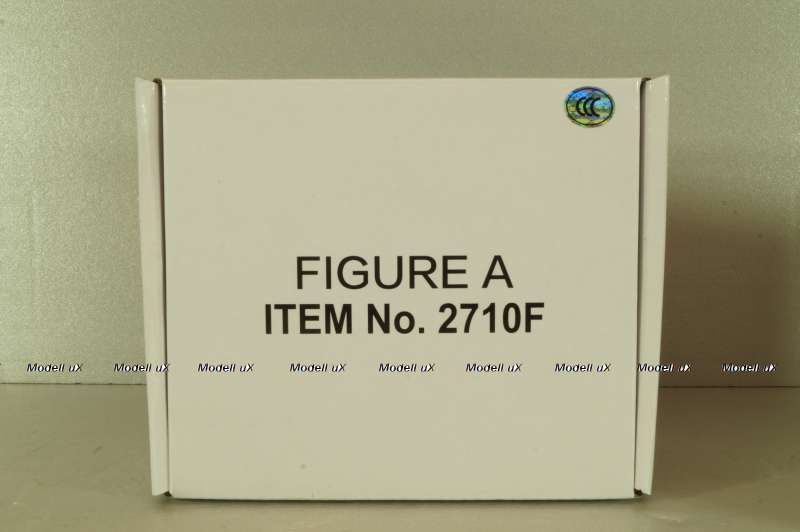 CCC
FIGURE A
ITEM No. 2710F
Modell uX Modell uX Modell uX Modell uX Modell uX Modell uX Modell uX Modell uX Modell uX